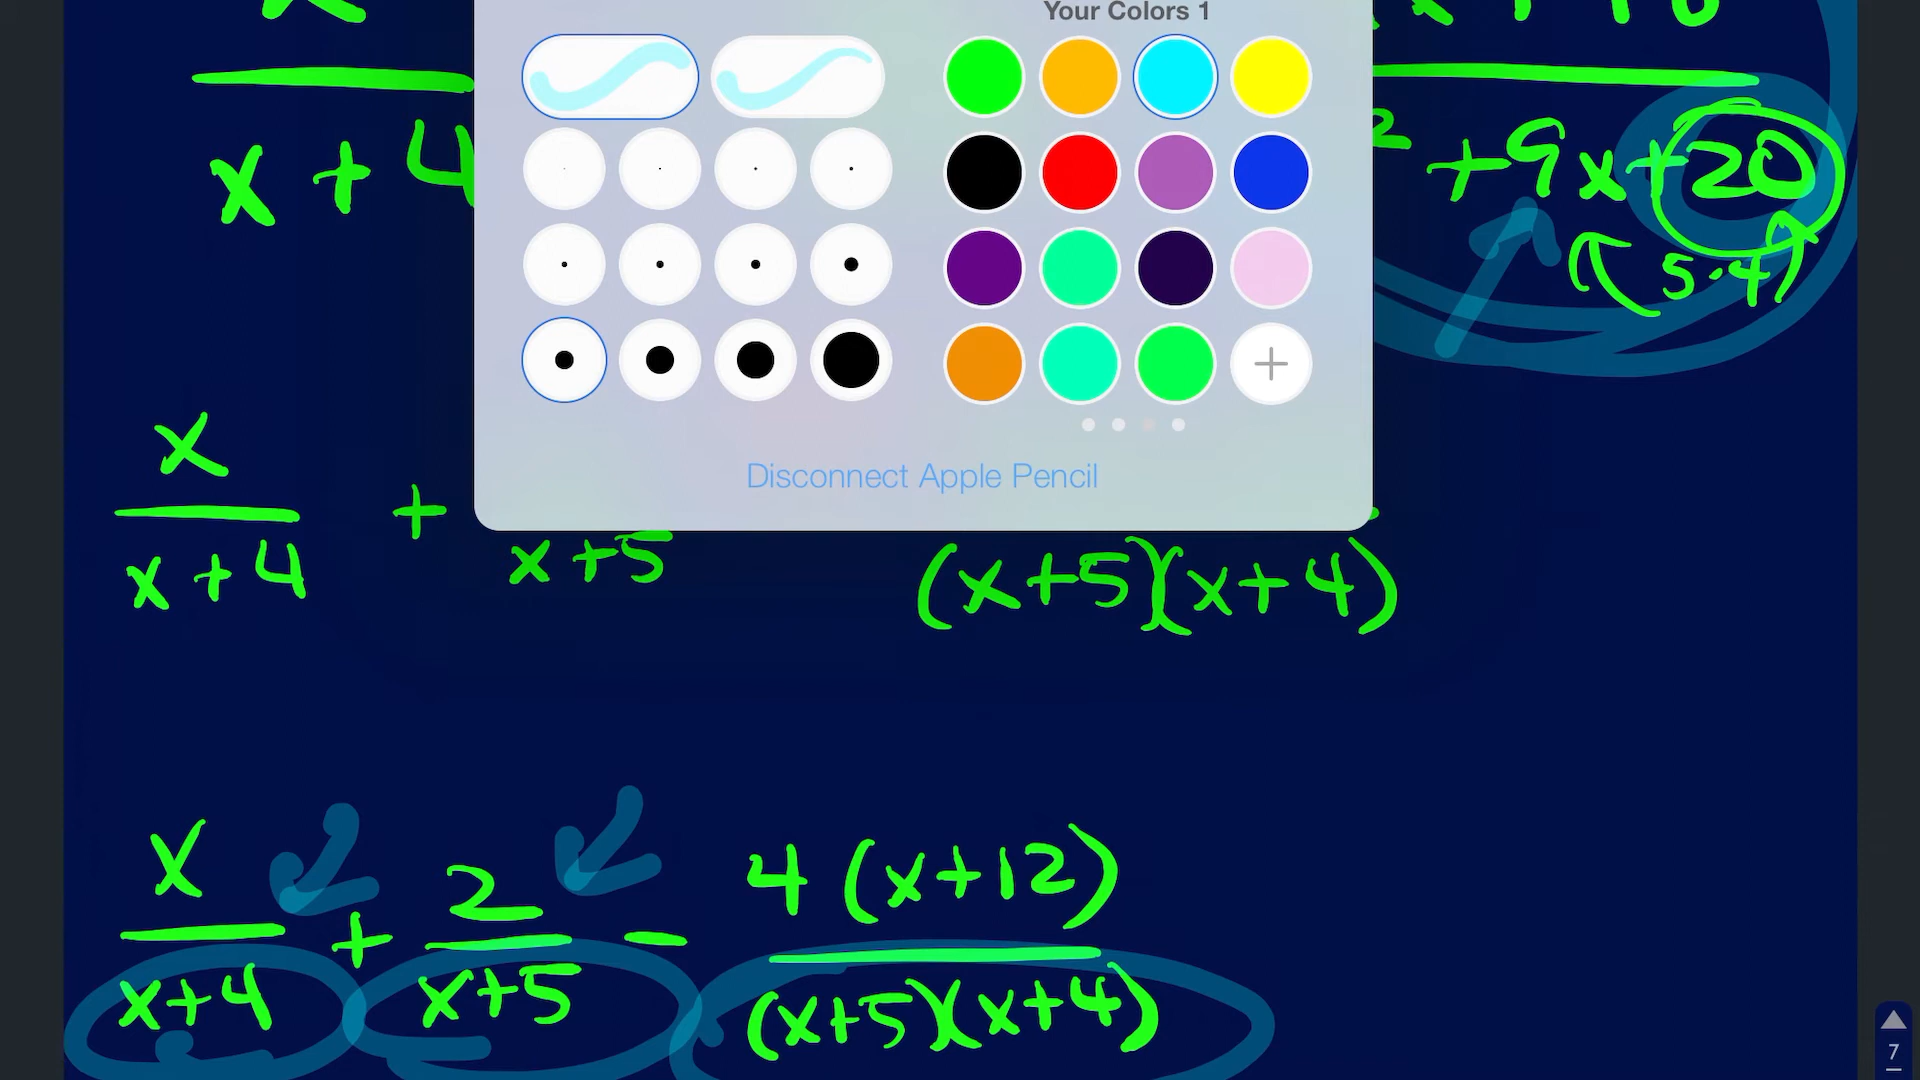 Your Colors 1
x + 4
² +9x+20
5·4
Disconnect Apple Pencil
x
+
x + 4
x + 5
(x+5)(x+4)
x + 2 − 4(x+12)
x+4 x+5 (x+5)(x+4)
7